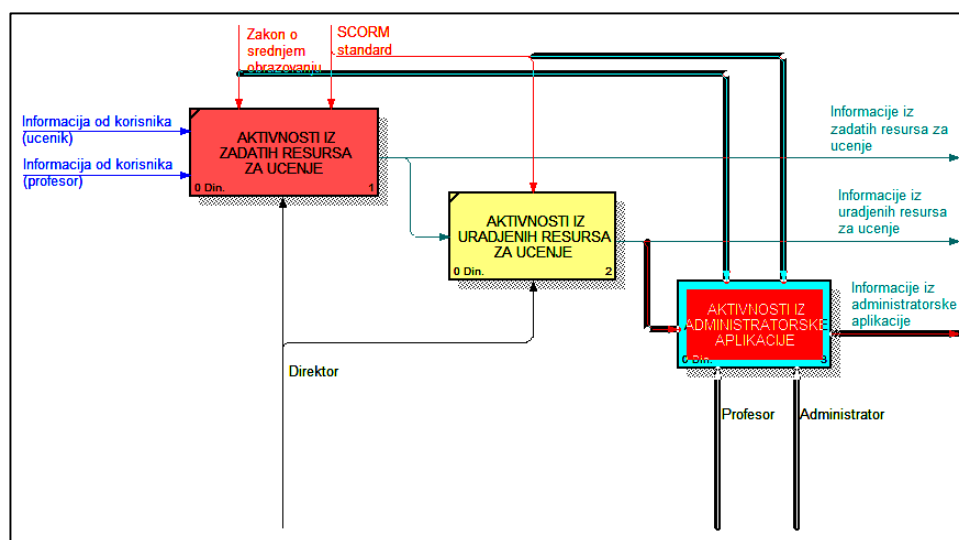 Zakon o
srednjem
obrazovanju
SCORM
standard
Informacija od korisnika
(ucenik)
Informacija od korisnika
(profesor)
AKTIVNOSTI IZ
ZADATIH RESURSA
ZA UCENJE
0 Din.
1
Informacije iz
zadatih resursa za
ucenje
AKTIVNOSTI IZ
URADJENIH RESURSA
ZA UCENJE
0 Din.
2
Informacije iz
uradjenih resursa
za ucenje
AKTIVNOSTI IZ
ADMINISTRATORSKE
APLIKACIJE
0 Din.
3
Informacije iz
administratorske
aplikacije
Direktor
Profesor
Administrator